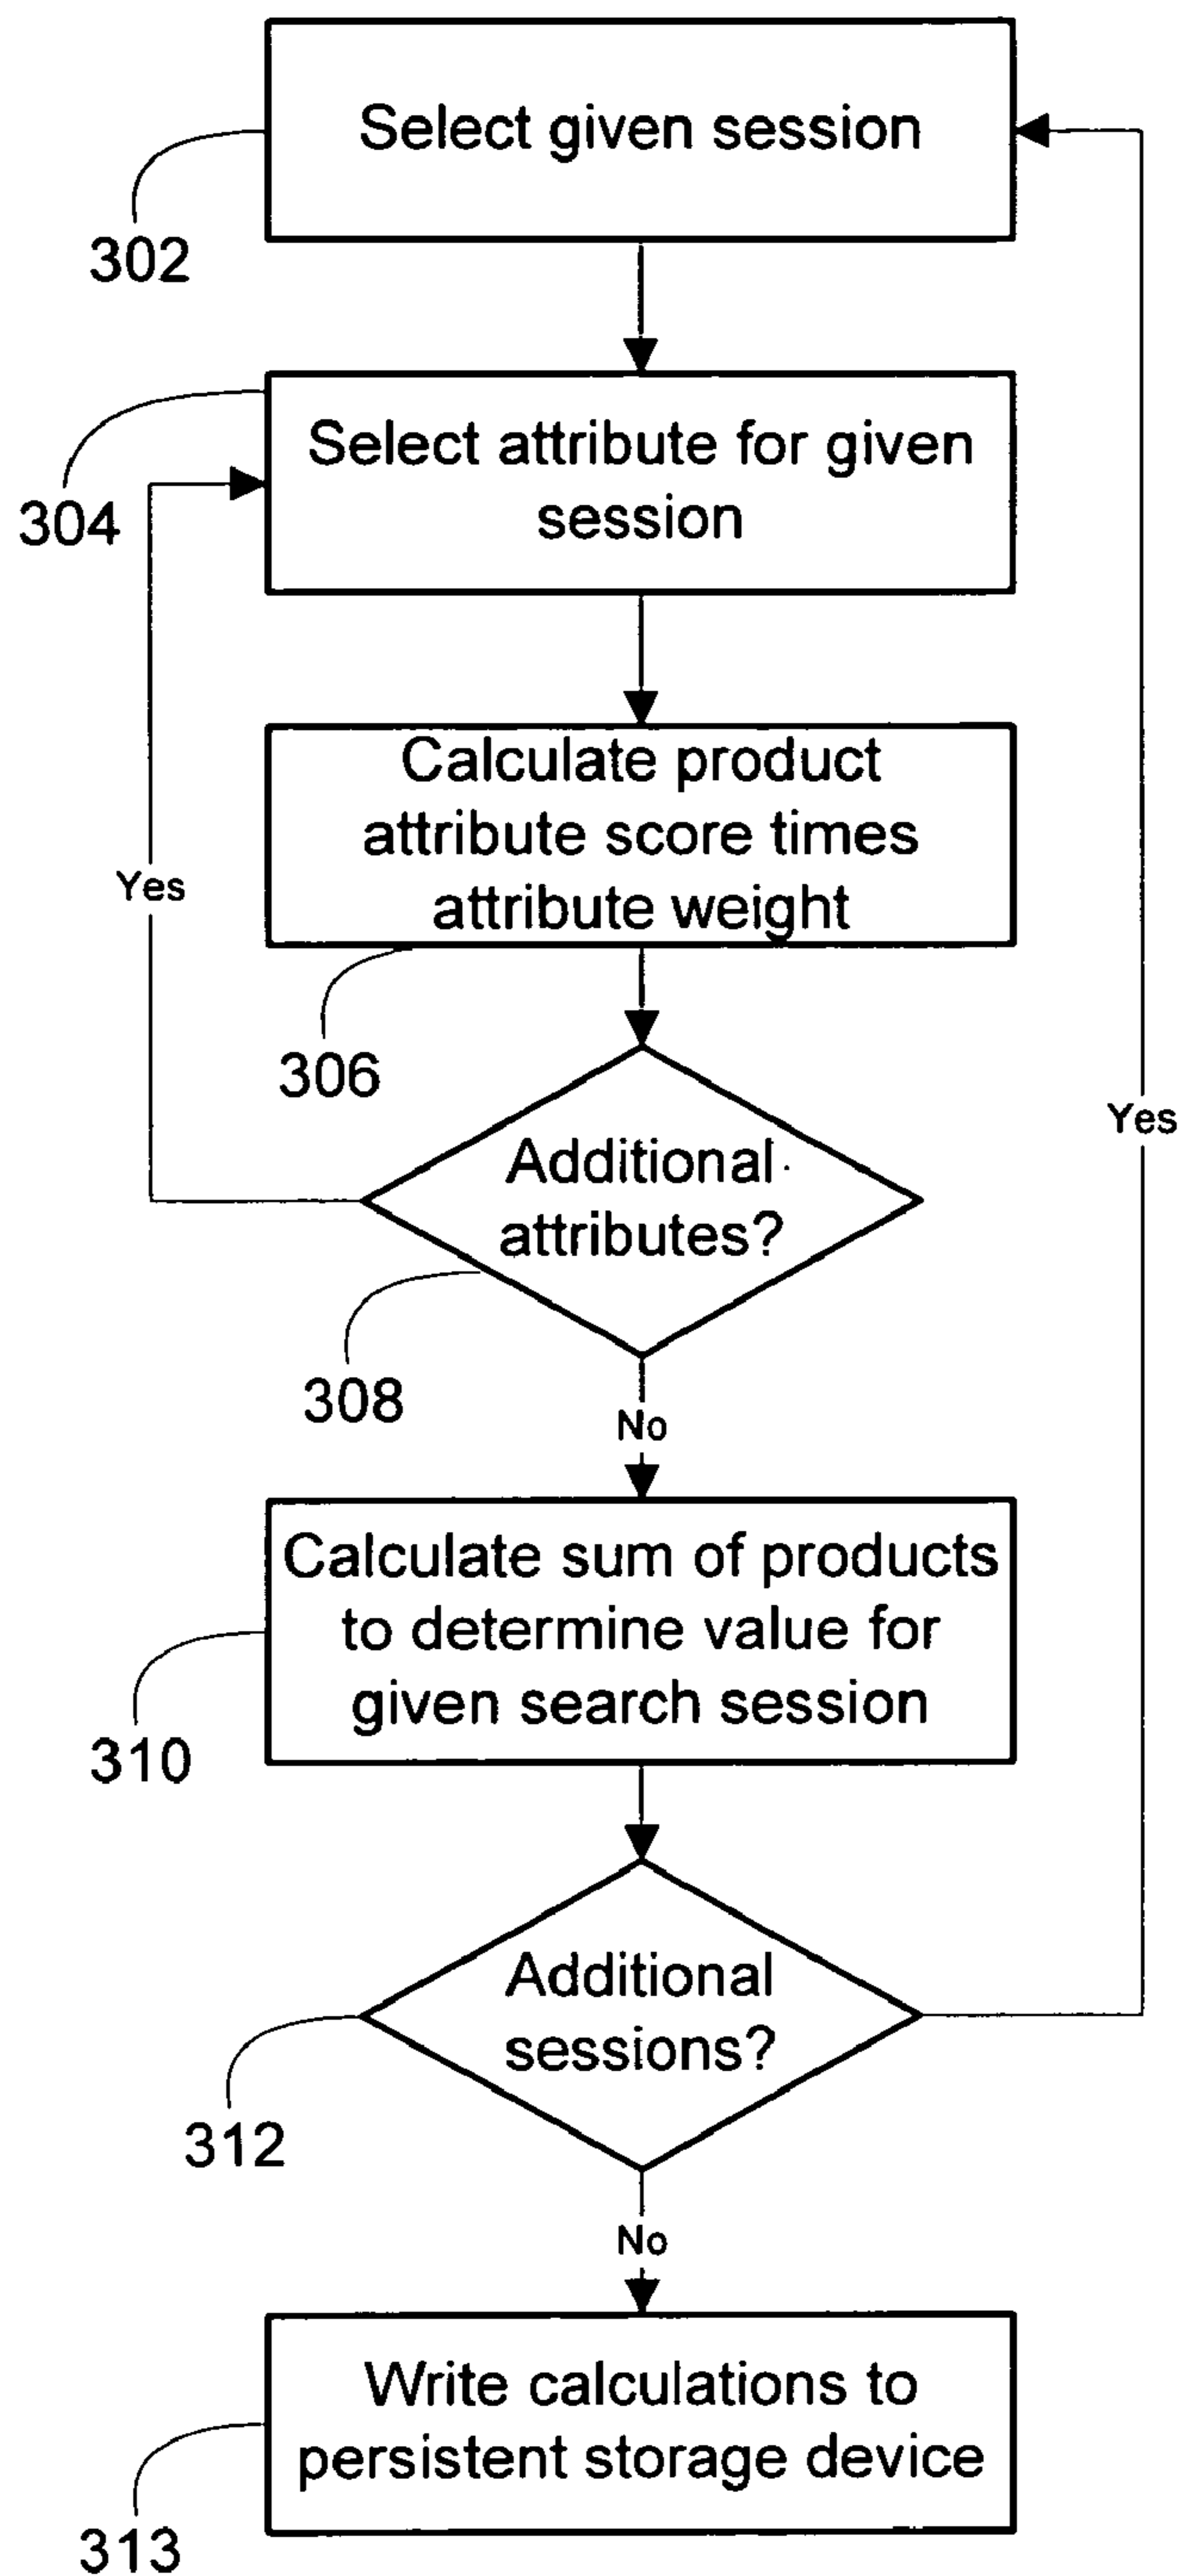 Select given session
302
Select attribute for given
session
304
Calculate product
attribute score times
attribute weight
Yes
306
Yes
Additional
attributes?
308
No
Calculate sum of products
to determine value for
given search session
310
Additional
sessions?
312
No
Write calculations to
persistent storage device
313